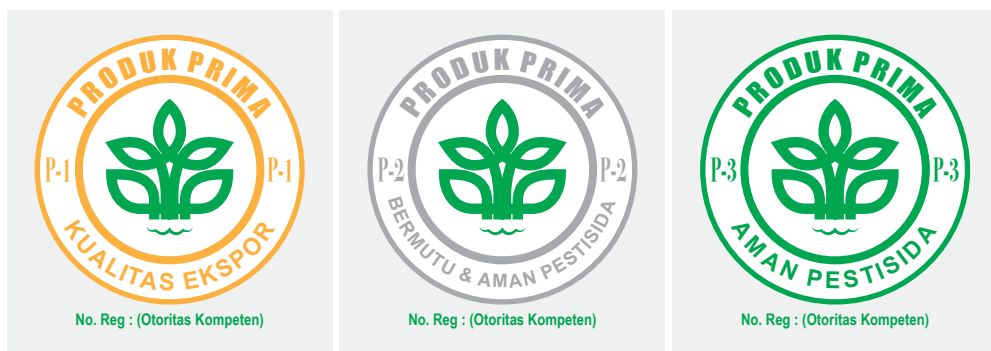 PRODUK PRIMA
P-1 P-1
KUALITAS EKSPOR
No. Reg : (Otoritas Kompeten)
PRODUK PRIMA
P-2 P-2
BERMUTU & AMAN PESTISIDA
No. Reg : (Otoritas Kompeten)
PRODUK PRIMA
P-3 P-3
AMAN PESTISIDA
No. Reg : (Otoritas Kompeten)